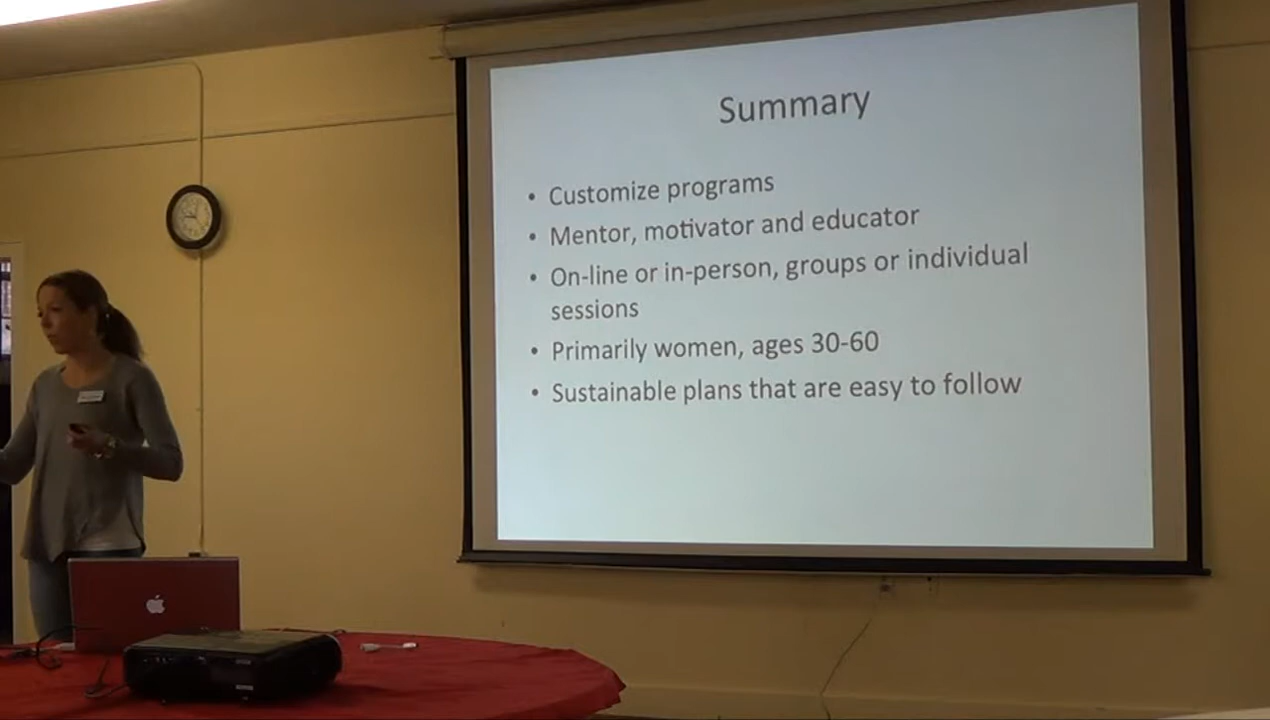 Summary
• Customize programs
• Mentor, motivator and educator
• On-line or in-person, groups or individual
sessions
• Primarily women, ages 30-60
• Sustainable plans that are easy to follow